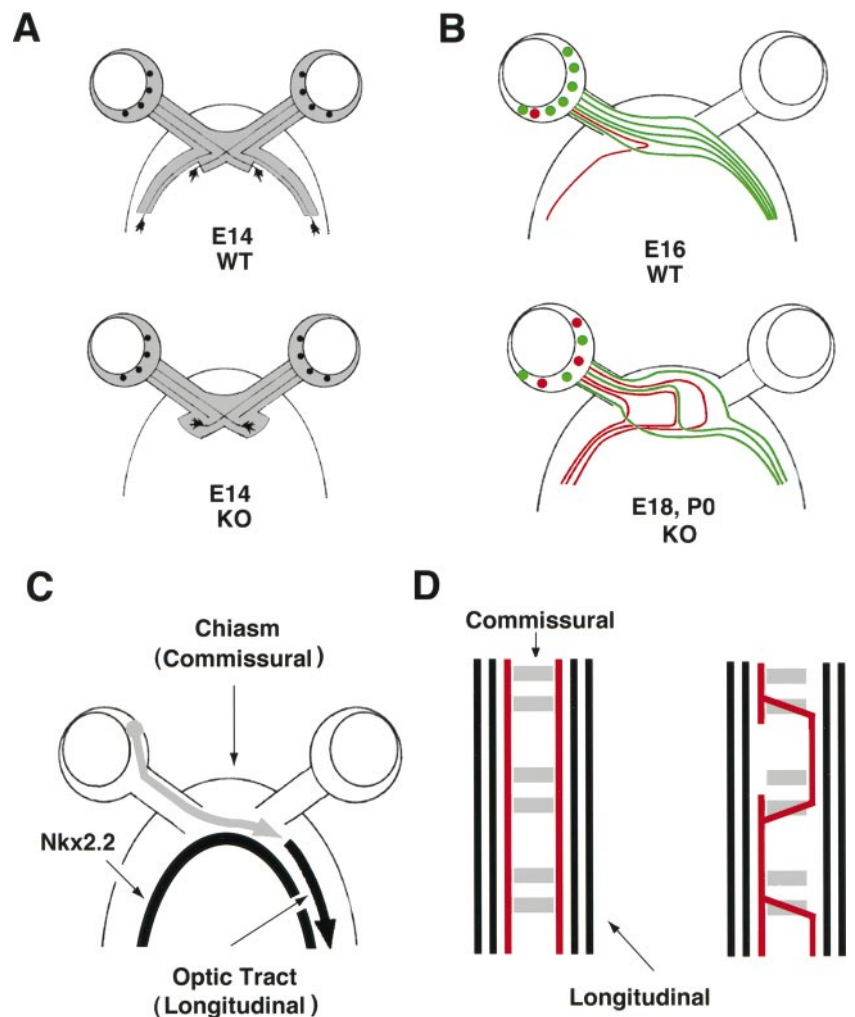 A
E14
WT
E14
KO
B
E16
WT
E18, P0
KO
C
Chiasm
(Commissural)
Nkx2.2
Optic Tract
(Longitudinal)
D
Commissural
Longitudinal